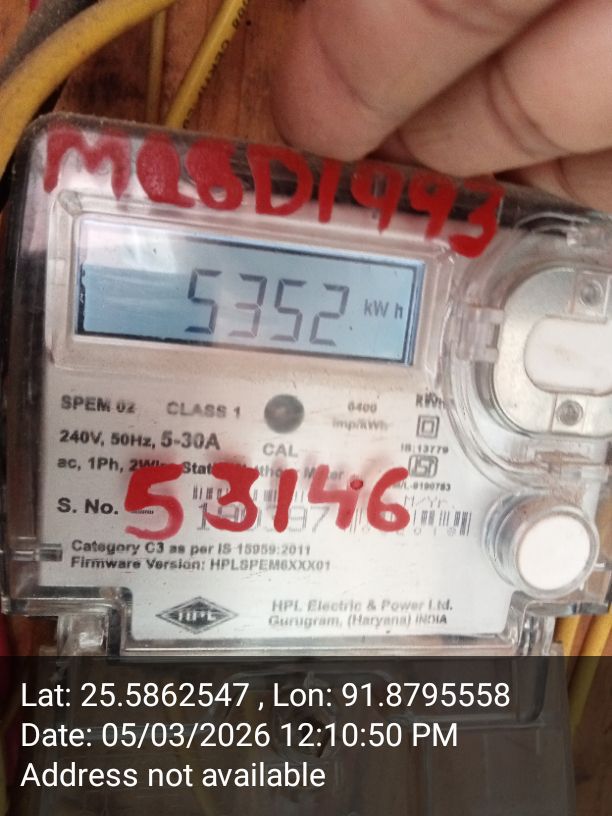 MQ8D1993
5352 kWh
SPEM 02 CLASS 1 6400 imp/kWh
240V, 50Hz, 5-30A CAL
IS:13779
ac, 1Ph,
S. No. 53146
Category C3 as per IS 15959:2011
Firmware Version: HPLSPEM6XXX01
HPL
HPL Electric & Power Ltd.
Gurugram, (Haryana) INDIA
Lat: 25.5862547 , Lon: 91.8795558
Date: 05/03/2026 12:10:50 PM
Address not available